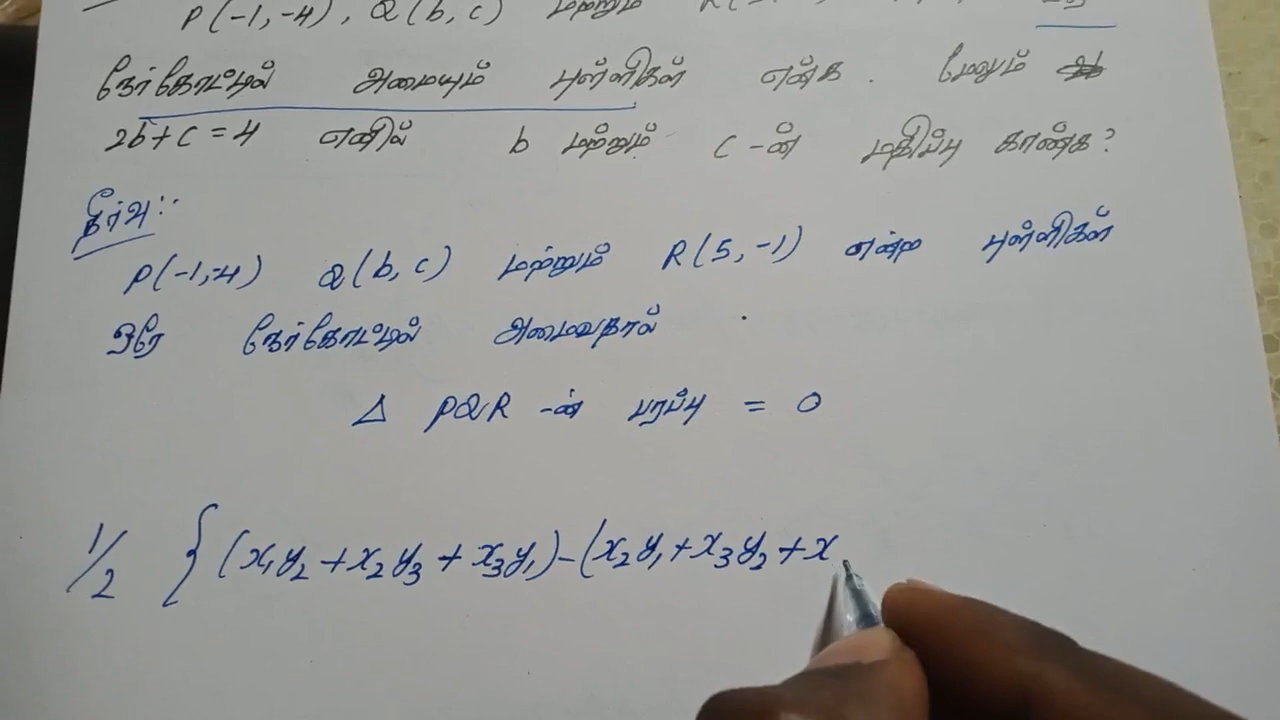 P(-1,-4), Q(b, c) மற்றும்
நேர்கோட்டில் அமையும் புள்ளிகள் என்க. மேலும்
2b+c=4 எனில் b மற்றும் c-ன் மதிப்பு காண்க?
தீர்வு:
P(-1,-4) Q(b, c) மற்றும் R(5,-1) என்ற புள்ளிகள்
ஒரே நேர்கோட்டில் அமைவதால்
Δ PQR -ன் பரப்பு = 0
1/2 {(x₁y₂+x₂y₃+x₃y₁)-(x₂y₁+x₃y₂+x